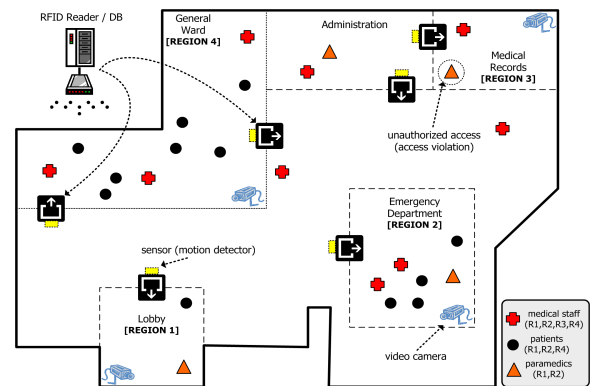 RFID Reader / DB
General
Ward
[REGION 4]
Administration
Medical
Records
[REGION 3]
unauthorized access
(access violation)
Emergency
Department
[REGION 2]
sensor (motion detector)
Lobby
[REGION 1]
video camera
medical staff
(R1,R2,R3,R4)
patients
(R1,R2,R4)
paramedics
(R1,R2)